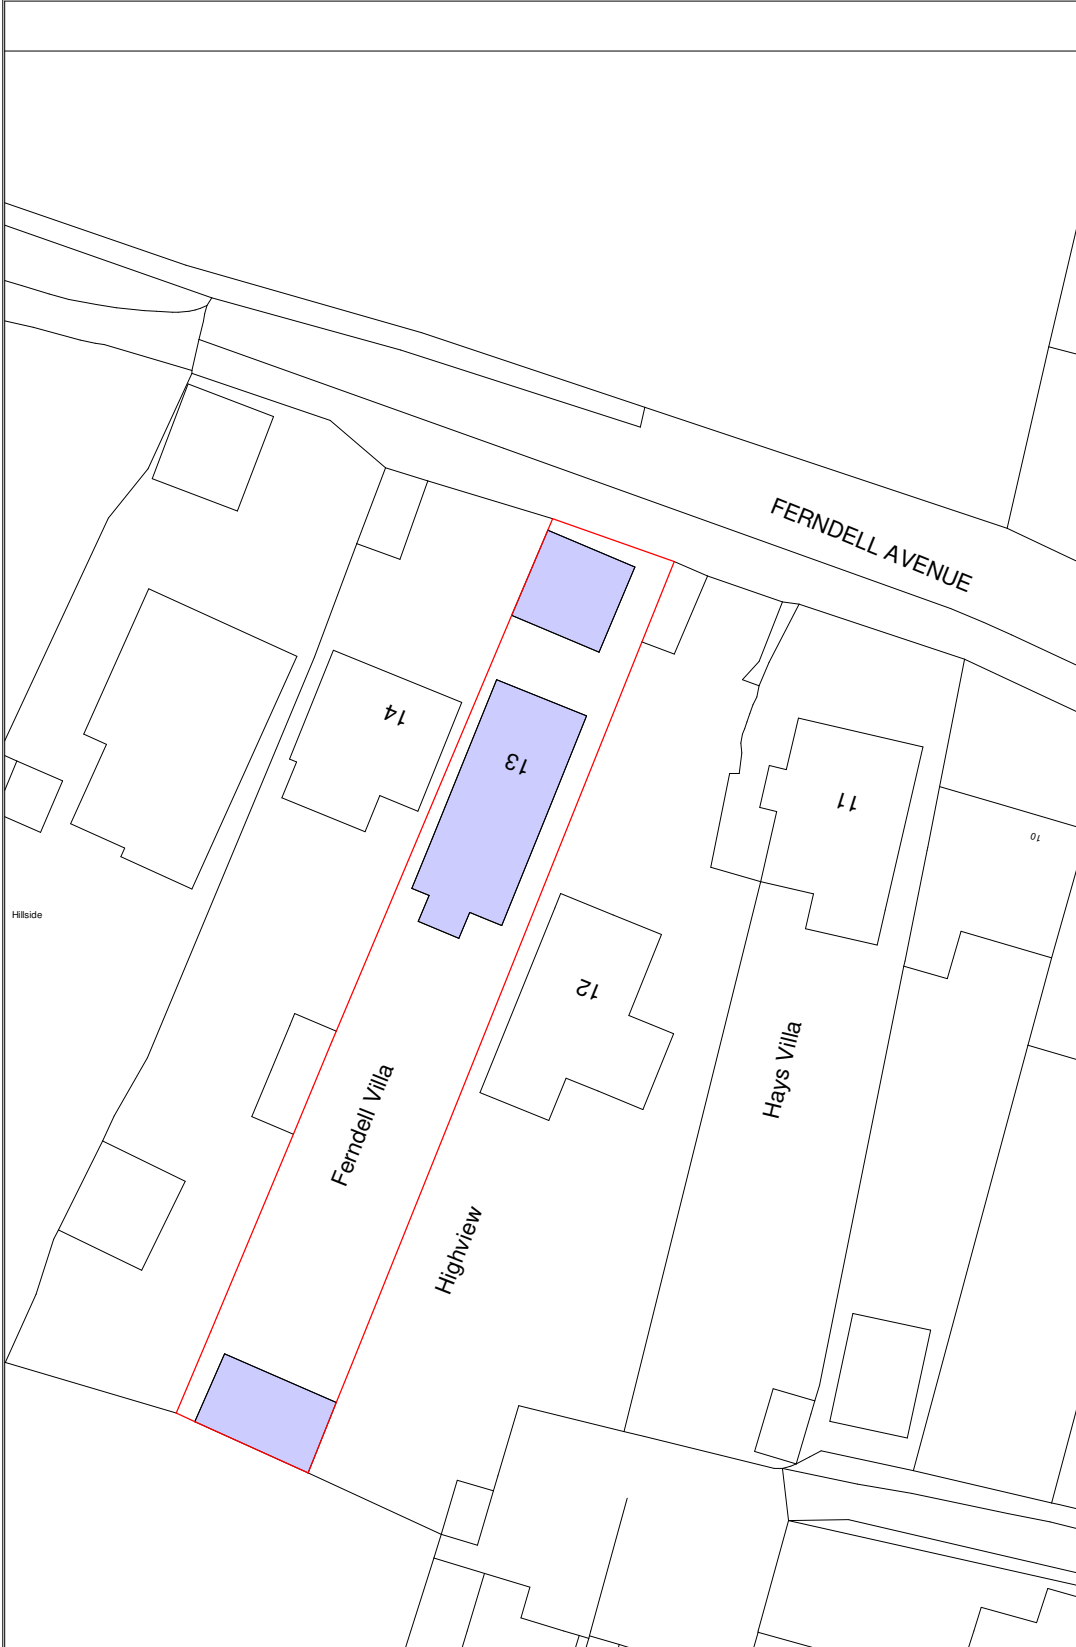 FERNDELL AVENUE
14
13
11
10
Hillside
12
Ferndell Villa
Hays Villa
Highview